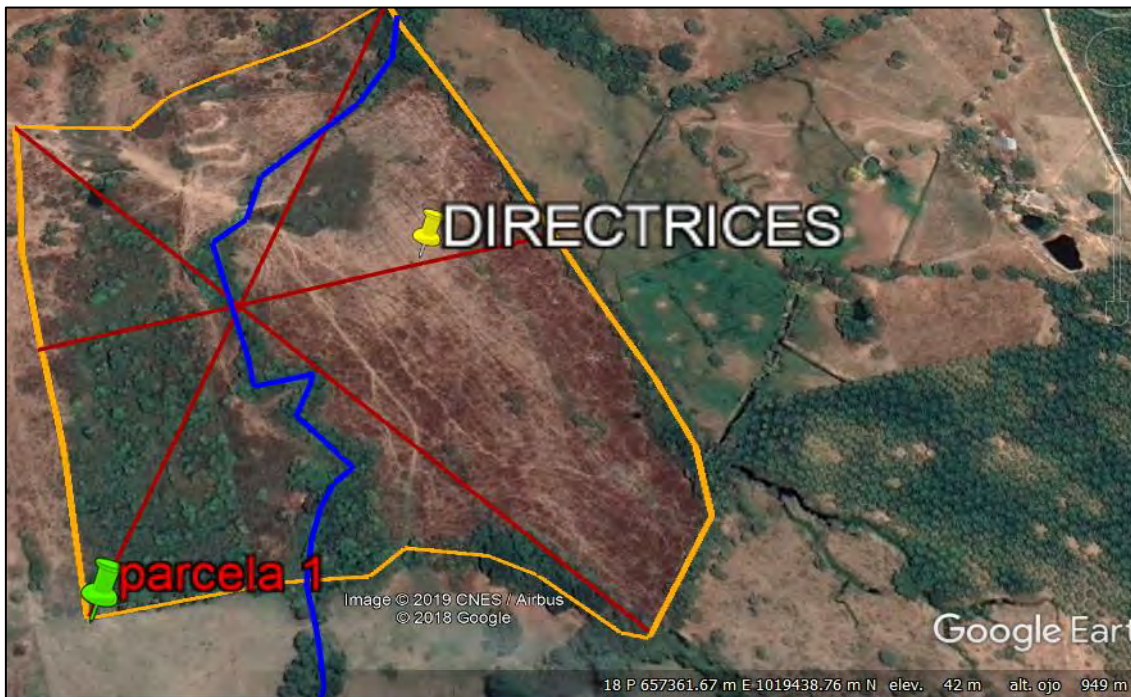 DIRECTRICES
parcela 1
Image © 2019 CNES / Airbus
© 2018 Google
Google Eart
18 P 657361.67 m E 1019438.76 m N elev. 42 m alt. ojo 949 m